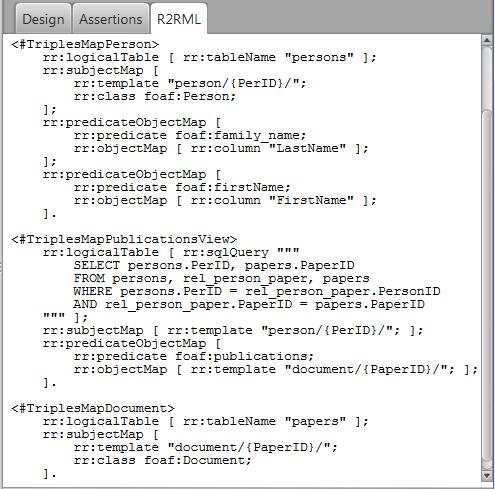 Design Assertions R2RML
<#TriplesMapPerson>
    rr:logicalTable [ rr:tableName "persons" ];
    rr:subjectMap [
        rr:template "person/{PerID}/";
        rr:class foaf:Person;
    ];
    rr:predicateObjectMap [
        rr:predicate foaf:family_name;
        rr:objectMap [ rr:column "LastName" ];
    ];
    rr:predicateObjectMap [
        rr:predicate foaf:firstName;
        rr:objectMap [ rr:column "FirstName" ];
    ].
<#TriplesMapPublicationsView>
    rr:logicalTable [ rr:sqlQuery """
        SELECT persons.PerID, papers.PaperID
        FROM persons, rel_person_paper, papers
        WHERE persons.PerID = rel_person_paper.PersonID
        AND rel_person_paper.PaperID = papers.PaperID
    """ ];
    rr:subjectMap [ rr:template "person/{PerID}/"; ];
    rr:predicateObjectMap [
        rr:predicate foaf:publications;
        rr:objectMap [ rr:template "document/{PaperID}/"; ];
    ].
<#TriplesMapDocument>
    rr:logicalTable [ rr:tableName "papers" ];
    rr:subjectMap [
        rr:template "document/{PaperID}/";
        rr:class foaf:Document;
    ].